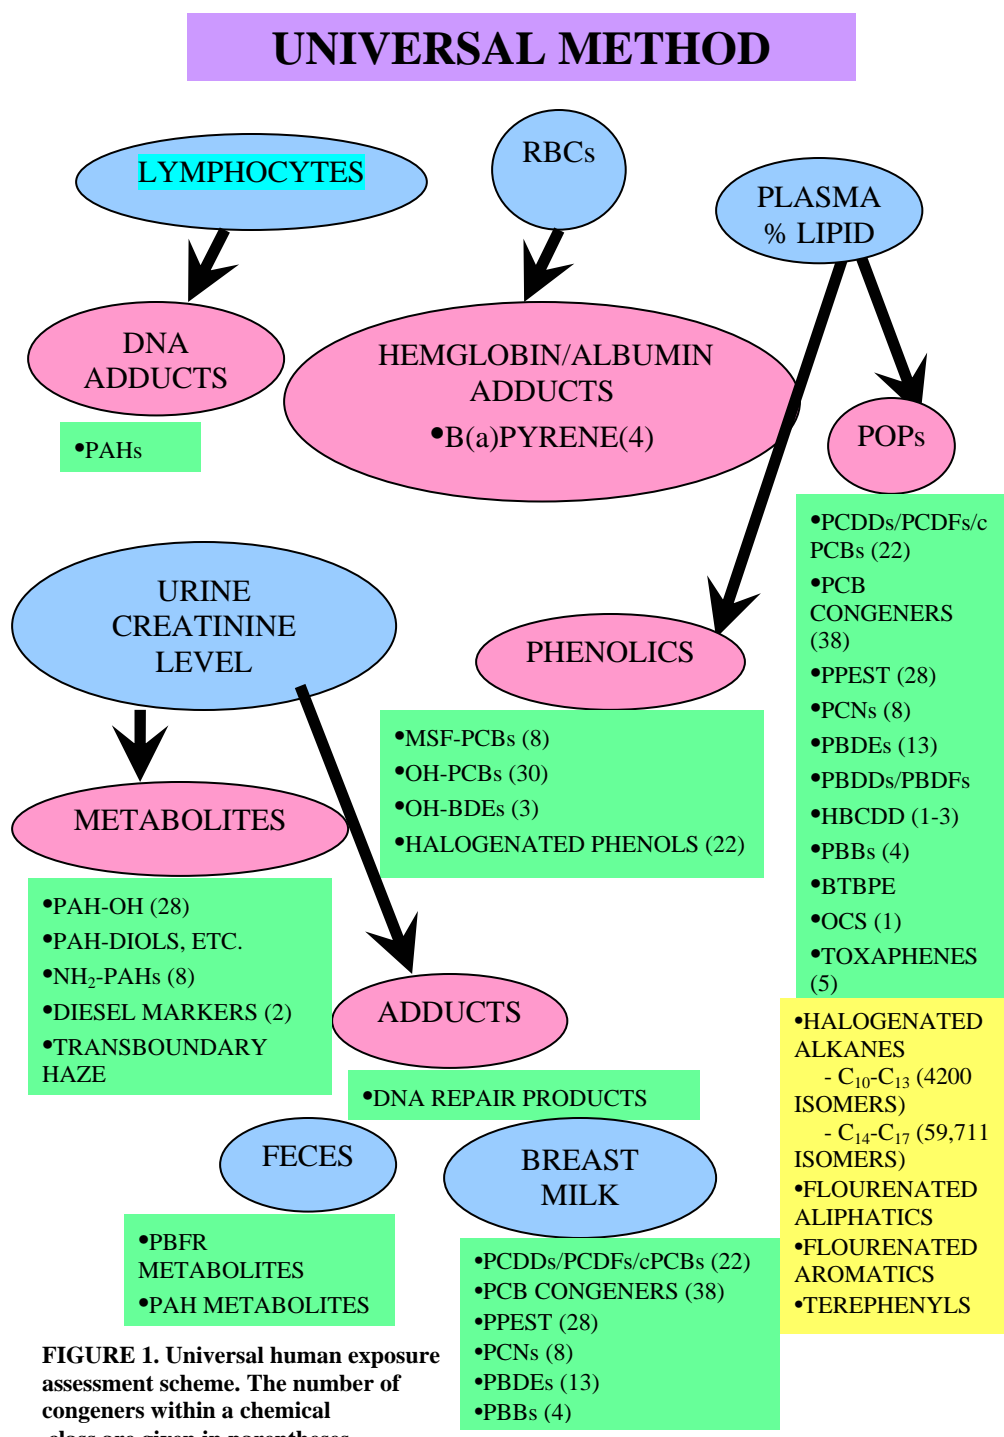 UNIVERSAL METHOD
LYMPHOCYTES
RBCs
PLASMA
% LIPID
DNA
ADDUCTS
•PAHs
HEMGLOBIN/ALBUMIN
ADDUCTS
•B(a)PYRENE(4)
POPs
•PCDDs/PCDFs/c
PCBs (22)
•PCB
CONGENERS
(38)
•PPEST (28)
•PCNs (8)
•PBDEs (13)
•PBDDs/PBDFs
•HBCDD (1-3)
•PBBs (4)
•BTBPE
•OCS (1)
•TOXAPHENES
(5)
•HALOGENATED
ALKANES
- C10-C13 (4200
ISOMERS)
- C14-C17 (59,711
ISOMERS)
•FLOURENATED
ALIPHATICS
•FLOURENATED
AROMATICS
•TEREPHENYLS
PHENOLICS
•MSF-PCBs (8)
•OH-PCBs (30)
•OH-BDEs (3)
•HALOGENATED PHENOLS (22)
URINE
CREATININE
LEVEL
METABOLITES
•PAH-OH (28)
•PAH-DIOLS, ETC.
•NH2-PAHs (8)
•DIESEL MARKERS (2)
•TRANSBOUNDARY
HAZE
ADDUCTS
•DNA REPAIR PRODUCTS
FECES
•PBFR
METABOLITES
•PAH METABOLITES
BREAST
MILK
•PCDDs/PCDFs/cPCBs (22)
•PCB CONGENERS (38)
•PPEST (28)
•PCNs (8)
•PBDEs (13)
•PBBs (4)
FIGURE 1. Universal human exposure
assessment scheme. The number of
congeners within a chemical
class are given in parentheses